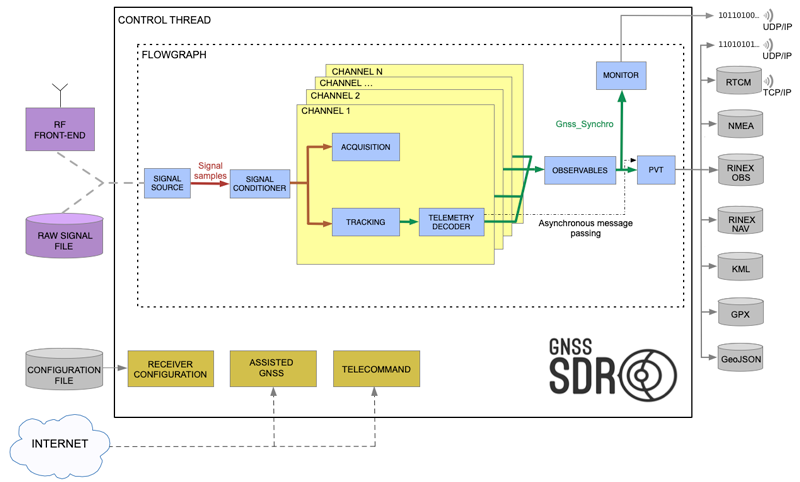 CONTROL THREAD
10110100..
UDP/IP
FLOWGRAPH
11010101...
UDP/IP
CHANNEL N
CHANNEL ...
CHANNEL 2
CHANNEL 1
MONITOR
RTCM
TCP/IP
RF
FRONT-END
Gnss_Synchro
NMEA
ACQUISITION
Signal
samples
SIGNAL
SOURCE
SIGNAL
CONDITIONER
OBSERVABLES
PVT
RINEX
OBS
TRACKING
TELEMETRY
DECODER
Asynchronous message
passing
RINEX
NAV
RAW SIGNAL
FILE
KML
GPX
CONFIGURATION
FILE
RECEIVER
CONFIGURATION
ASSISTED
GNSS
TELECOMMAND
GNSS
SDR
GeoJSON
INTERNET